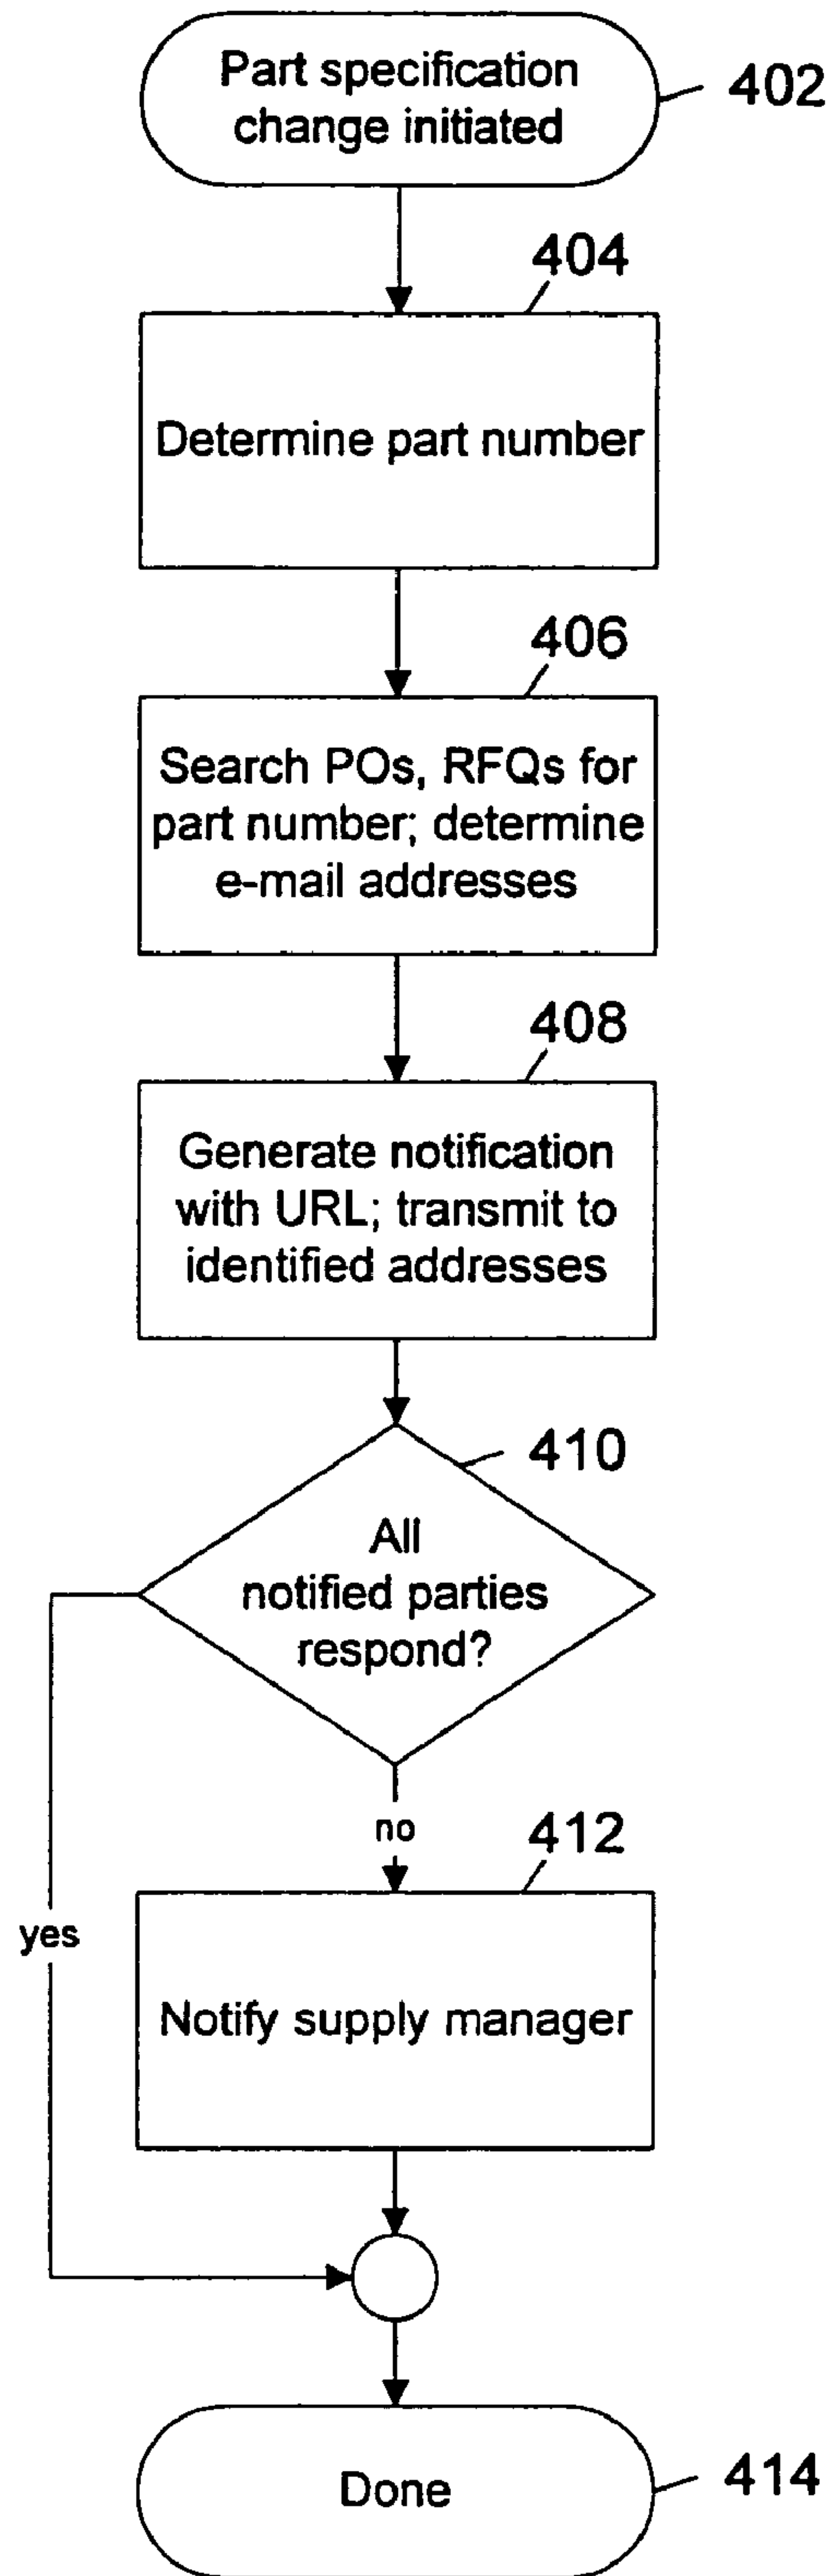 Part specification
change initiated
402
404
Determine part number
406
Search POs, RFQs for
part number; determine
e-mail addresses
408
Generate notification
with URL; transmit to
identified addresses
410
All
notified parties
respond?
no
412
yes
Notify supply manager
Done
414